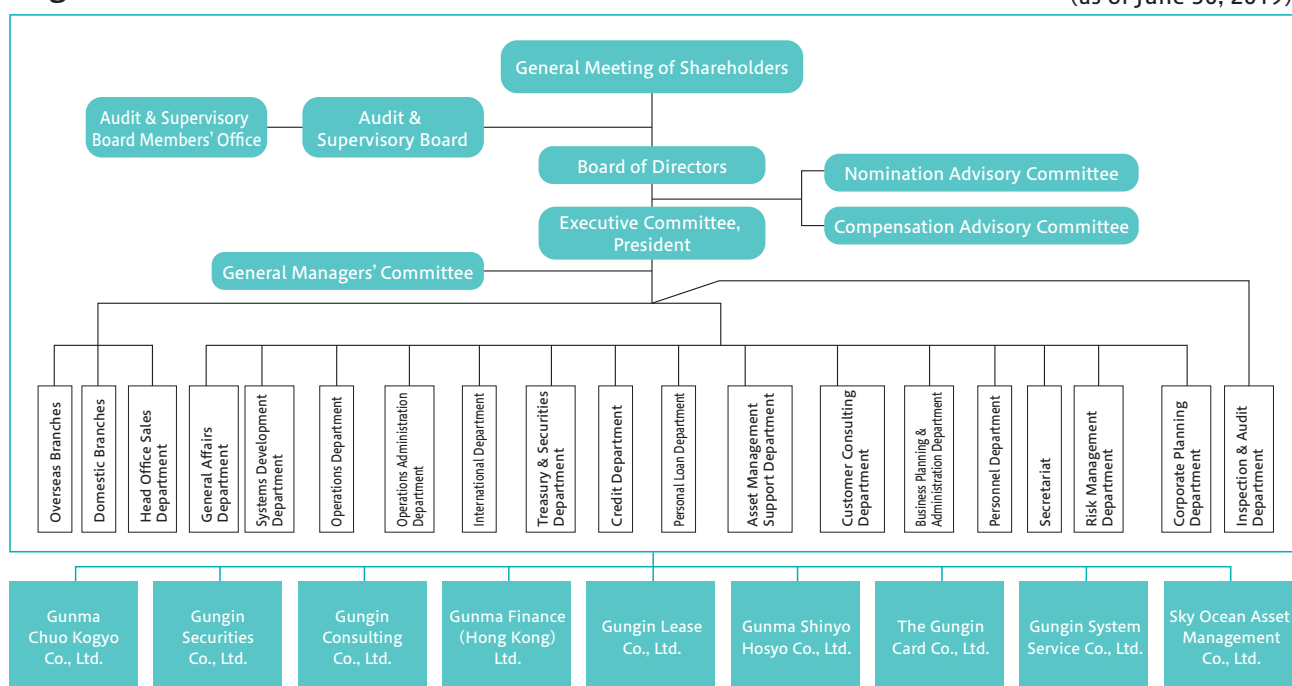 (as of June 30, 2019)
General Meeting of Shareholders
Audit & Supervisory
Board Members' Office
Audit &
Supervisory Board
Board of Directors
Nomination Advisory Committee
Executive Committee,
President
Compensation Advisory Committee
General Managers' Committee
Overseas Branches
Domestic Branches
Head Office Sales
Department
General Affairs
Department
Systems Development
Department
Operations Department
Operations Administration
Department
International Department
Treasury & Securities
Department
Credit Department
Personal Loan Department
Asset Management
Support Department
Customer Consulting
Department
Business Planning &
Administration Department
Personnel Department
Secretariat
Risk Management
Department
Corporate Planning
Department
Inspection & Audit
Department
Gunma
Chuo Kogyo
Co., Ltd.
Gungin
Securities
Co., Ltd.
Gungin
Consulting
Co., Ltd.
Gunma Finance
(Hong Kong)
Ltd.
Gungin Lease
Co., Ltd.
Gunma Shinyo
Hosyo Co., Ltd.
The Gungin
Card Co., Ltd.
Gungin System
Service Co., Ltd.
Sky Ocean Asset
Management
Co., Ltd.